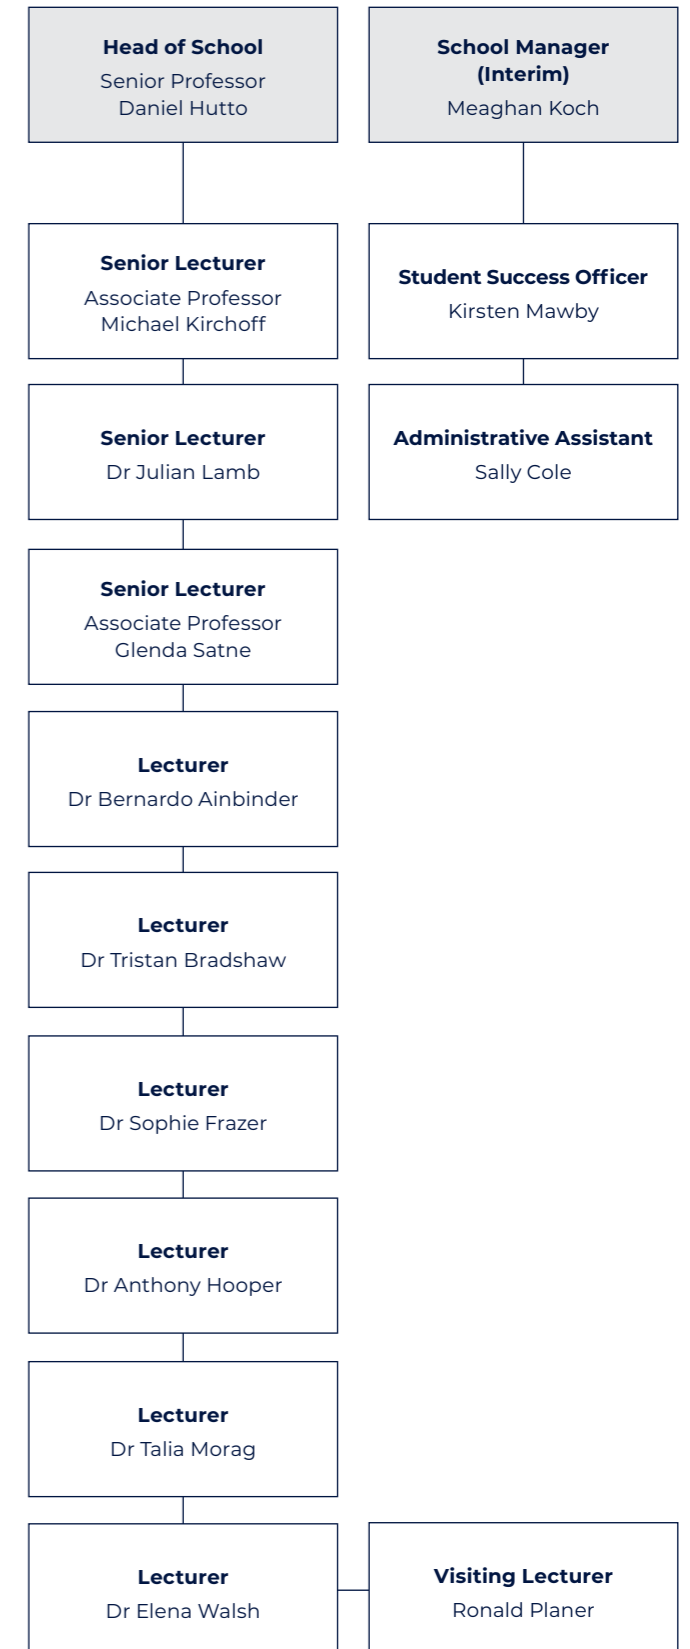 Head of School
Senior Professor
Daniel Hutto
School Manager
(Interim)
Meaghan Koch
Senior Lecturer
Associate Professor
Michael Kirchoff
Student Success Officer
Kirsten Mawby
Senior Lecturer
Dr Julian Lamb
Administrative Assistant
Sally Cole
Senior Lecturer
Associate Professor
Glenda Satne
Lecturer
Dr Bernardo Ainbinder
Lecturer
Dr Tristan Bradshaw
Lecturer
Dr Sophie Frazer
Lecturer
Dr Anthony Hooper
Lecturer
Dr Talia Morag
Lecturer
Dr Elena Walsh
Visiting Lecturer
Ronald Planer